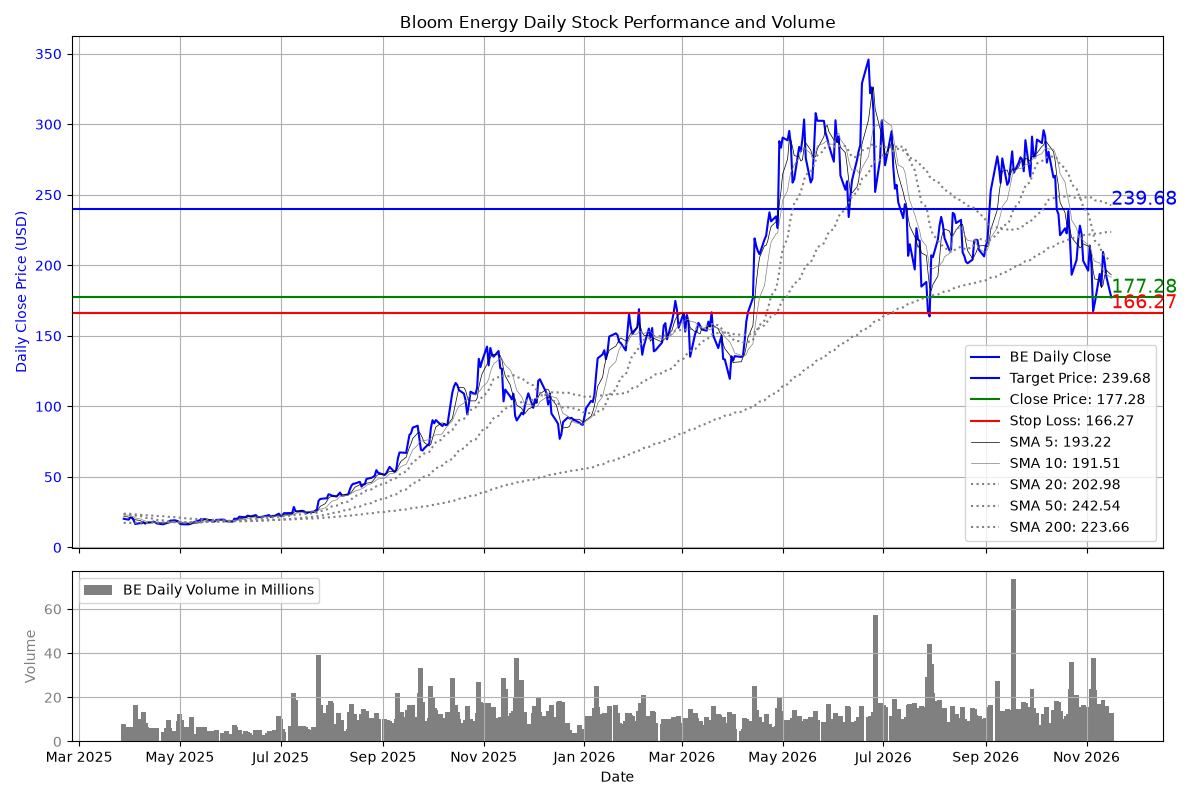 Bloom Energy Daily Stock Performance and Volume
Daily Close Price (USD)
350
300
250
200
150
100
50
0
239.68
177.28
166.27
BE Daily Close
Target Price: 239.68
Close Price: 177.28
Stop Loss: 166.27
SMA 5: 193.22
SMA 10: 191.51
SMA 20: 202.98
SMA 50: 242.54
SMA 200: 223.66
BE Daily Volume in Millions
Volume
60
40
20
0
Mar 2025 May 2025 Jul 2025 Sep 2025 Nov 2025 Jan 2026 Mar 2026 May 2026 Jul 2026 Sep 2026 Nov 2026
Date